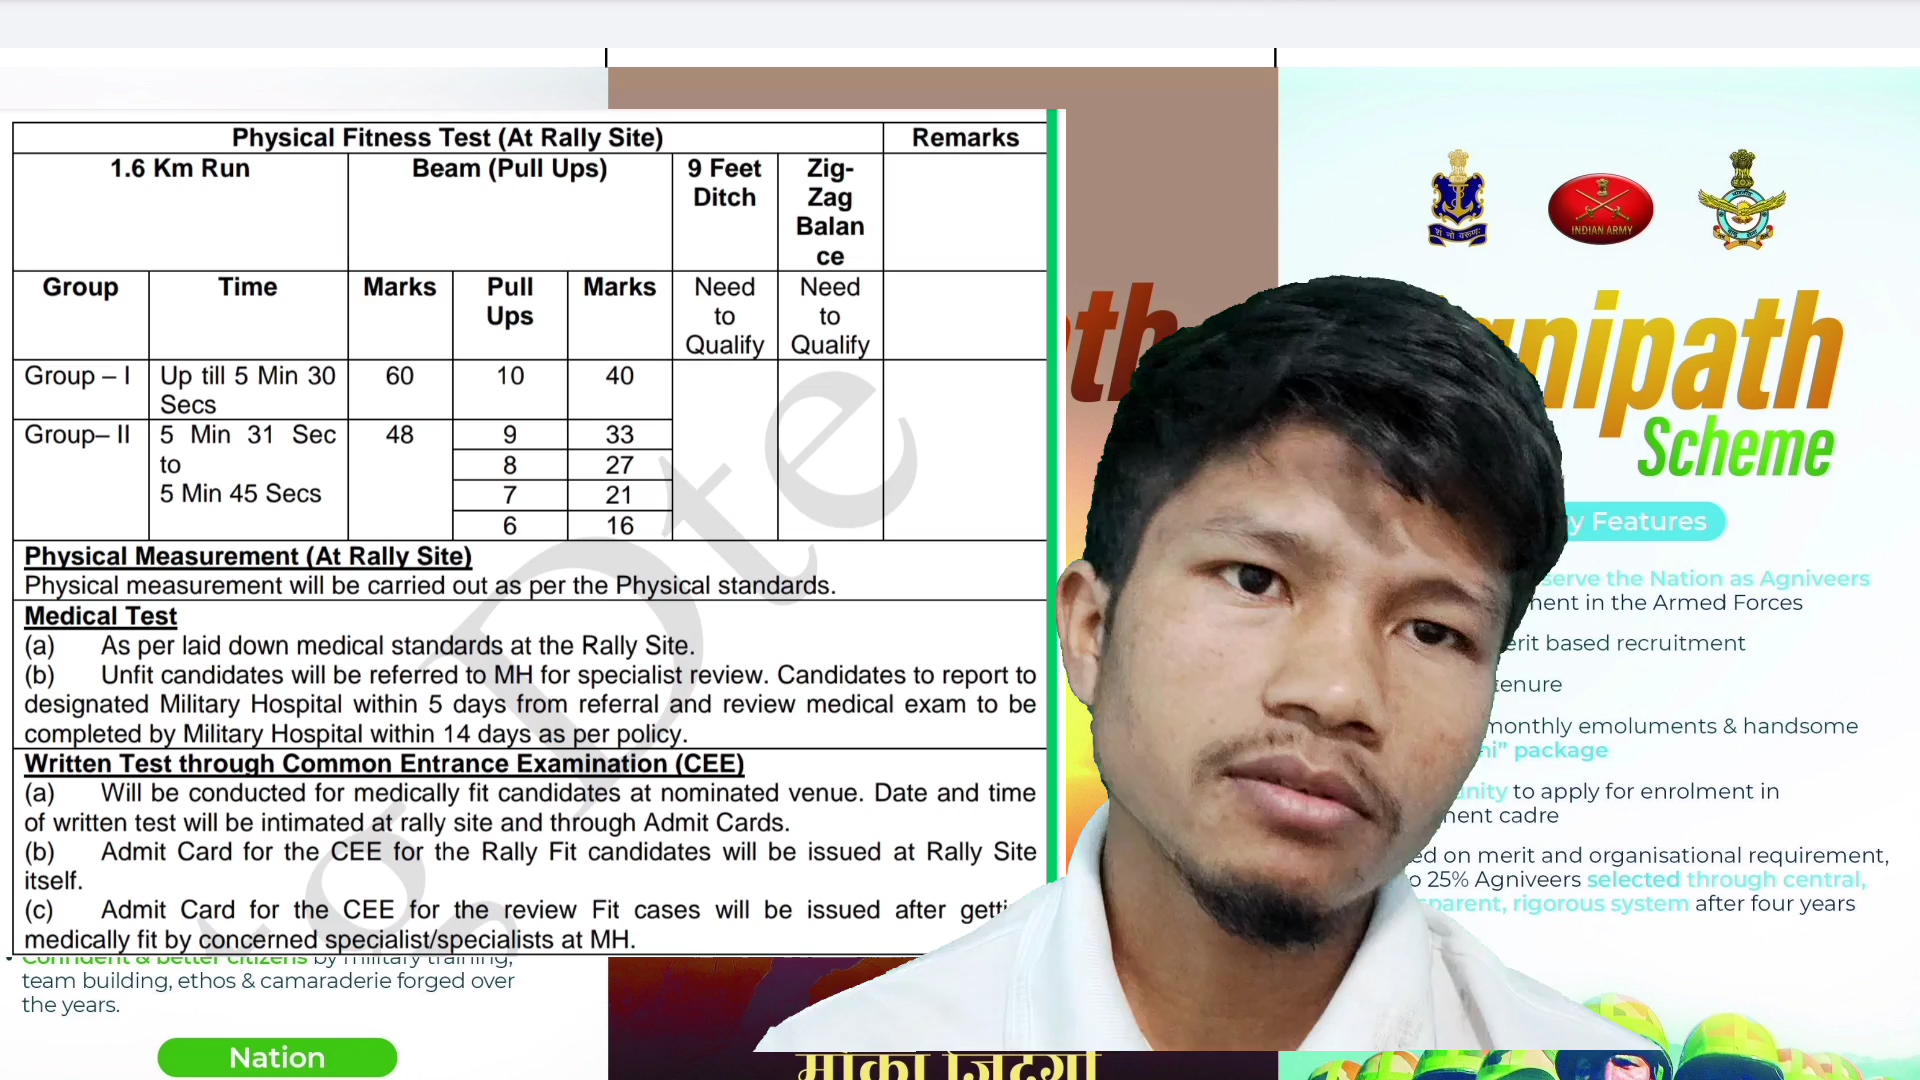 Physical Fitness Test (At Rally Site) Remarks
1.6 Km Run Beam (Pull Ups) 9 Feet Ditch Zig-Zag Balan ce
Group Time Marks Pull Ups Marks Need to Qualify Need to Qualify
Group – I Up till 5 Min 30 Secs 60 10 40
Group– II 5 Min 31 Sec to 5 Min 45 Secs 48 9 33
8 27
7 21
6 16
Physical Measurement (At Rally Site)
Physical measurement will be carried out as per the Physical standards.
Medical Test
(a) As per laid down medical standards at the Rally Site.
(b) Unfit candidates will be referred to MH for specialist review. Candidates to report to
designated Military Hospital within 5 days from referral and review medical exam to be
completed by Military Hospital within 14 days as per policy.
Written Test through Common Entrance Examination (CEE)
(a) Will be conducted for medically fit candidates at nominated venue. Date and time
of written test will be intimated at rally site and through Admit Cards.
(b) Admit Card for the CEE for the Rally Fit candidates will be issued at Rally Site
itself.
(c) Admit Card for the CEE for the review Fit cases will be issued after
medically fit by concerned specialist/specialists at MH.
Confident & better citizens by military training,
team building, ethos & camaraderie forged over
the years.
Nation
Dte
INDIAN ARMY
Scheme
Features
serve the Nation as Agniveers
in the Armed Forces
based recruitment
tenure
monthly emoluments & handsome
package
to apply for enrolment in
cadre
on merit and organisational requirement,
25% Agniveers selected through central,
rigorous system after four years